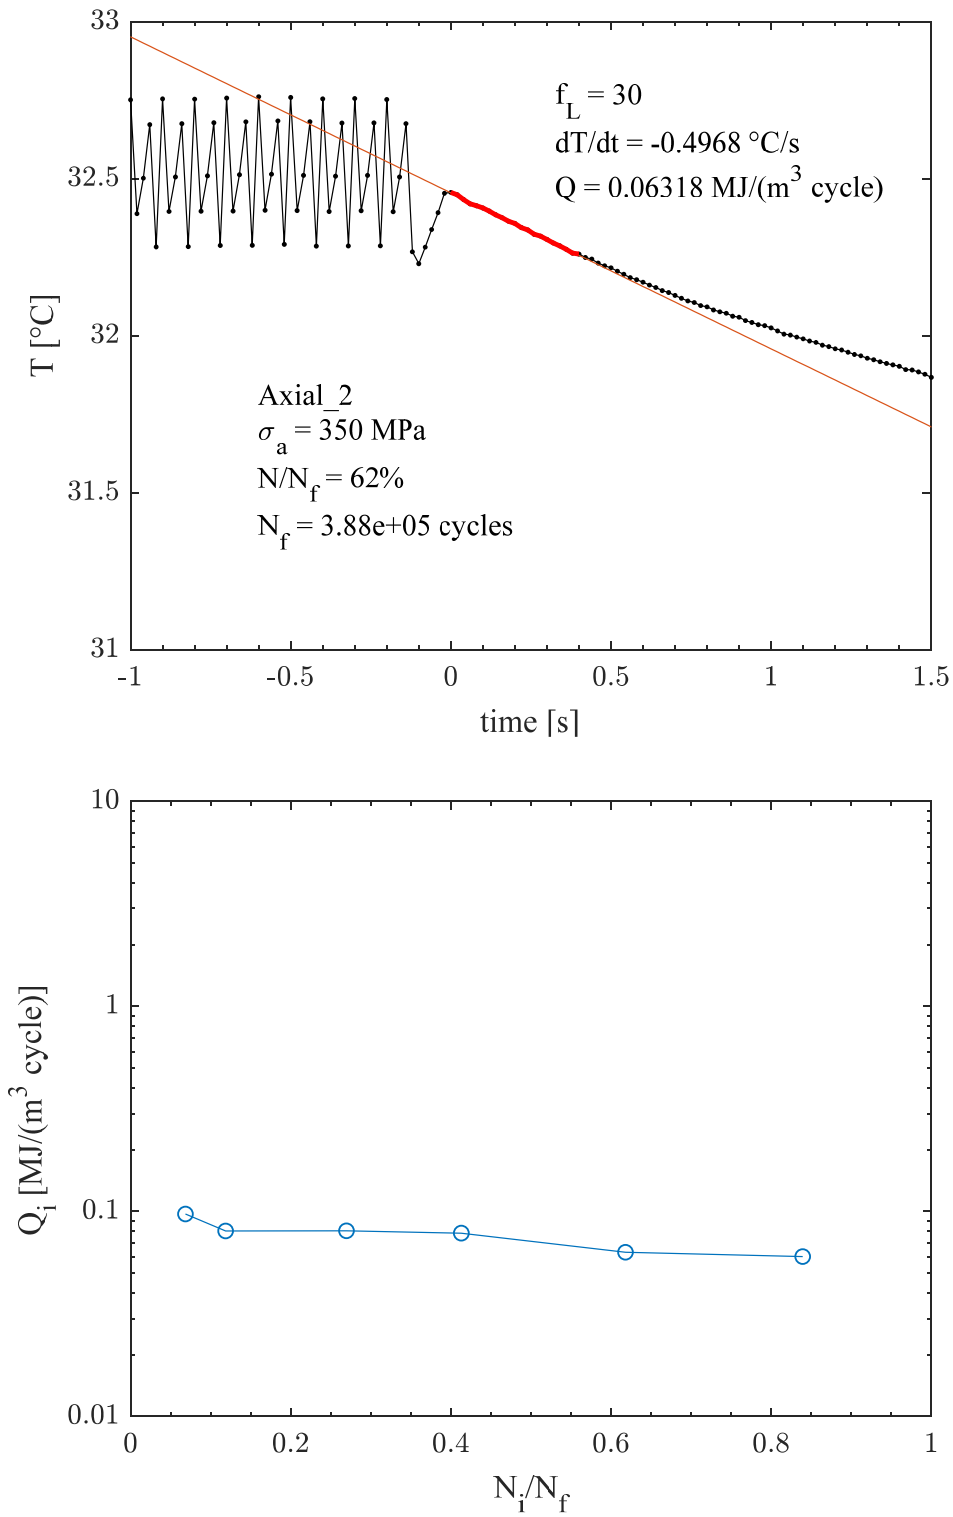 33
32.5
32
31.5
31
T [°C]
f_L = 30
dT/dt = -0.4968 °C/s
Q = 0.06318 MJ/(m³ cycle)
Axial_2
σ_a = 350 MPa
N/N_f = 62%
N_f = 3.88e+05 cycles
-1 -0.5 0 0.5 1 1.5
time [s]
10
1
0.1
0.01
Q_i [MJ/(m³ cycle)]
0 0.2 0.4 0.6 0.8 1
N_i/N_f